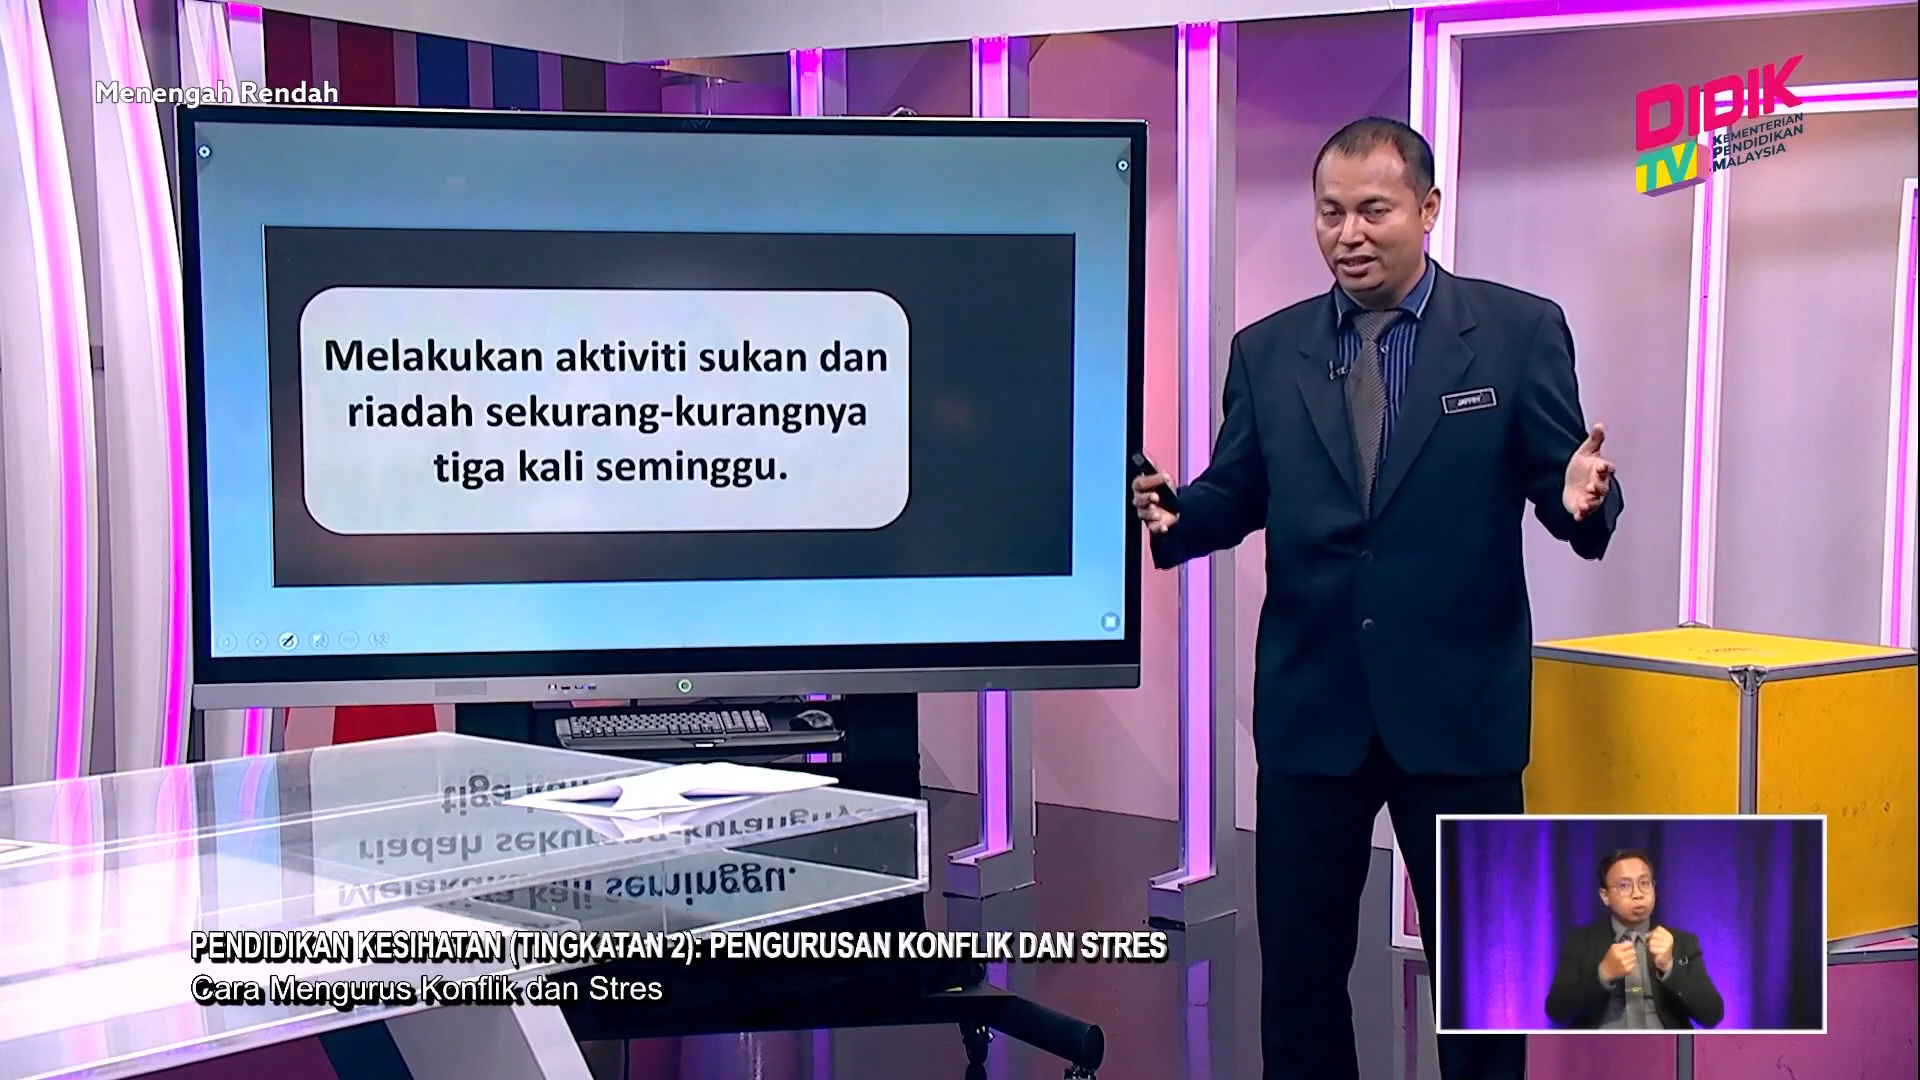 Menengah Rendah
DIDIK
TV
KEMENTERIAN
PENDIDIKAN
MALAYSIA
Melakukan aktiviti sukan dan
riadah sekurang-kurangnya
tiga kali seminggu.
JAFFRY
PENDIDIKAN KESIHATAN (TINGKATAN 2): PENGURUSAN KONFLIK DAN STRES
Cara Mengurus Konflik dan Stres